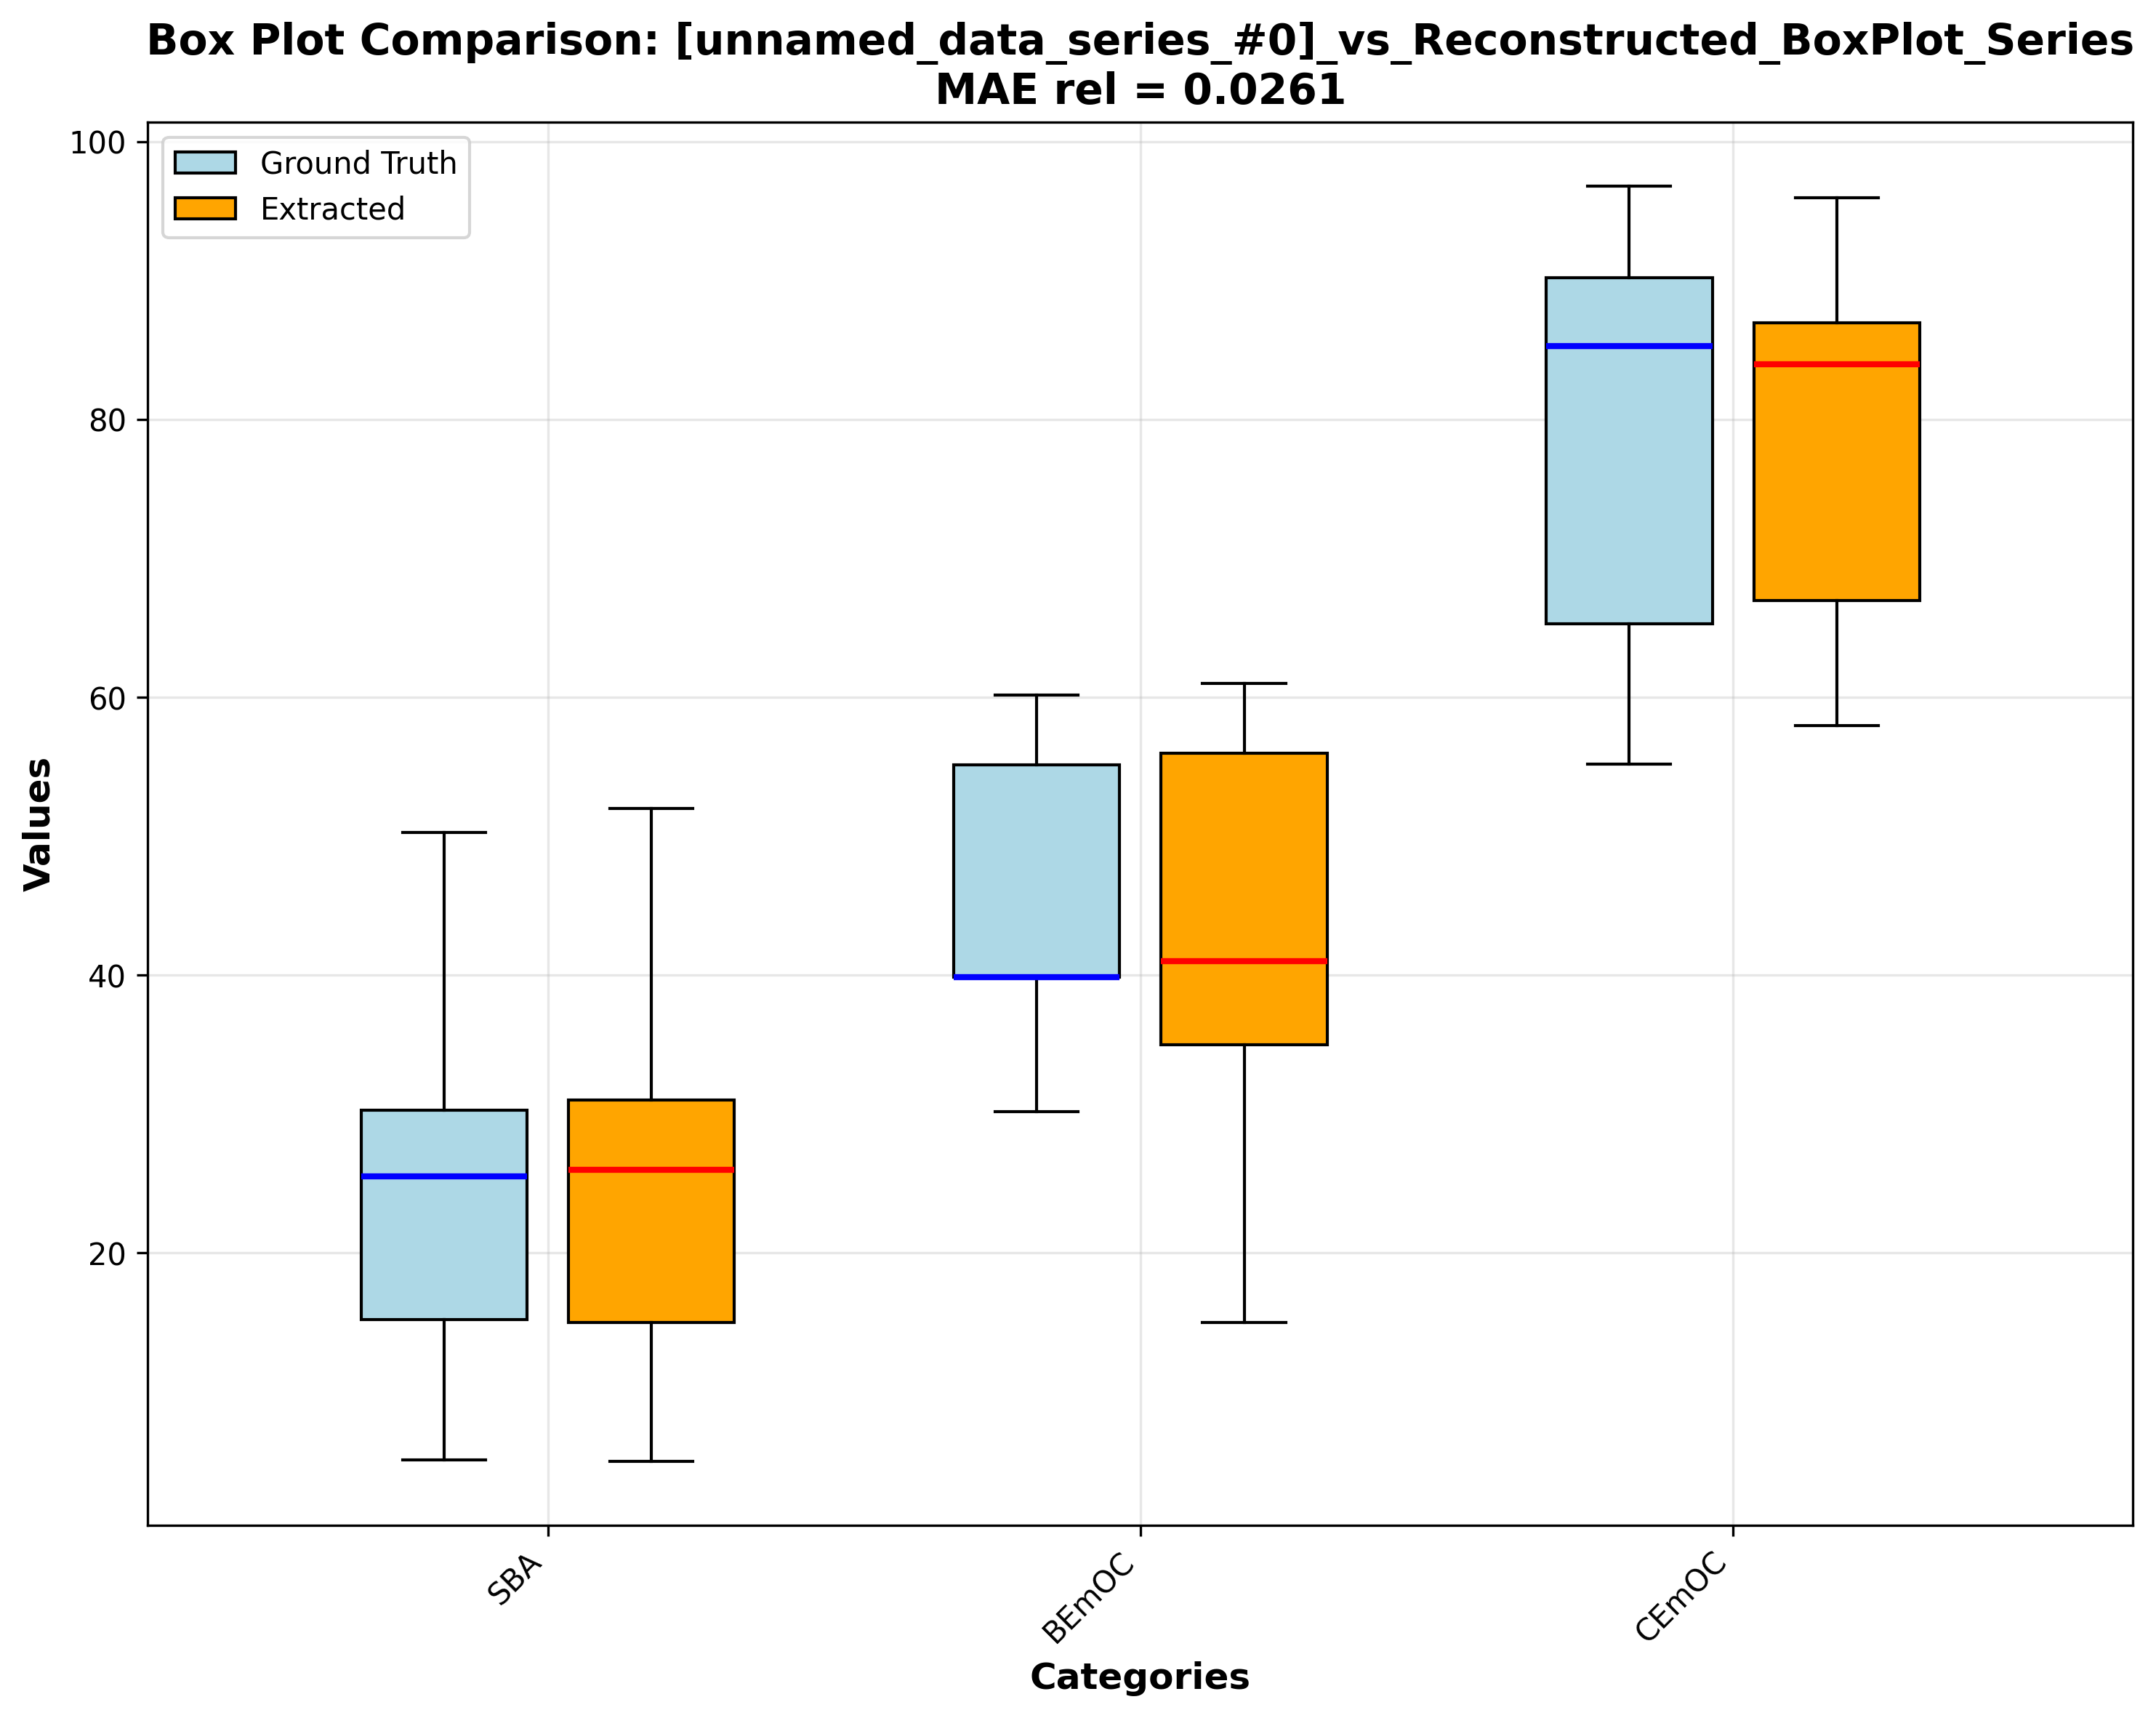 Box Plot Comparison: [unnamed_data_series_#0]_vs_Reconstructed_BoxPlot_Series
MAE rel = 0.0261
Ground Truth
Extracted
100
80
60
40
20
Values
SBA
BEmOC
CEmOC
Categories